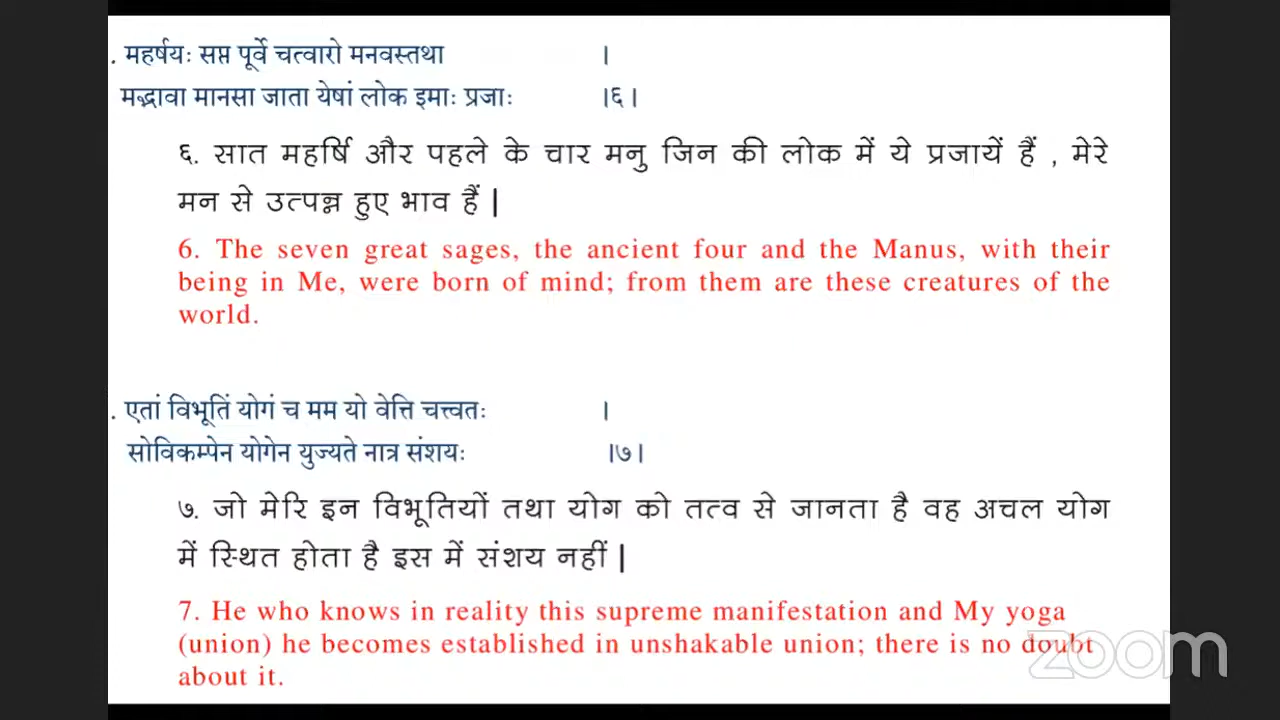 . महर्षयः सप्त पूर्वे चत्वारो मनवस्तथा ।
मद्भावा मानसा जाता येषां लोक इमाः प्रजाः ।६।
६. सात महर्षि और पहले के चार मनु जिन की लोक में ये प्रजायें हैं , मेरे
मन से उत्पन्न हुए भाव हैं |
6. The seven great sages, the ancient four and the Manus, with their
being in Me, were born of mind; from them are these creatures of the
world.
. एतां विभूतिं योगं च मम यो वेत्ति चत्त्वतः ।
सोविकम्पेन योगेन युज्यते नात्र संशयः ।७।
७. जो मेरि इन विभूतियों तथा योग को तत्व से जानता है वह अचल योग
में स्थित होता है इस में संशय नहीं |
7. He who knows in reality this supreme manifestation and My yoga
(union) he becomes established in unshakable union; there is no doubt
about it.
zoom